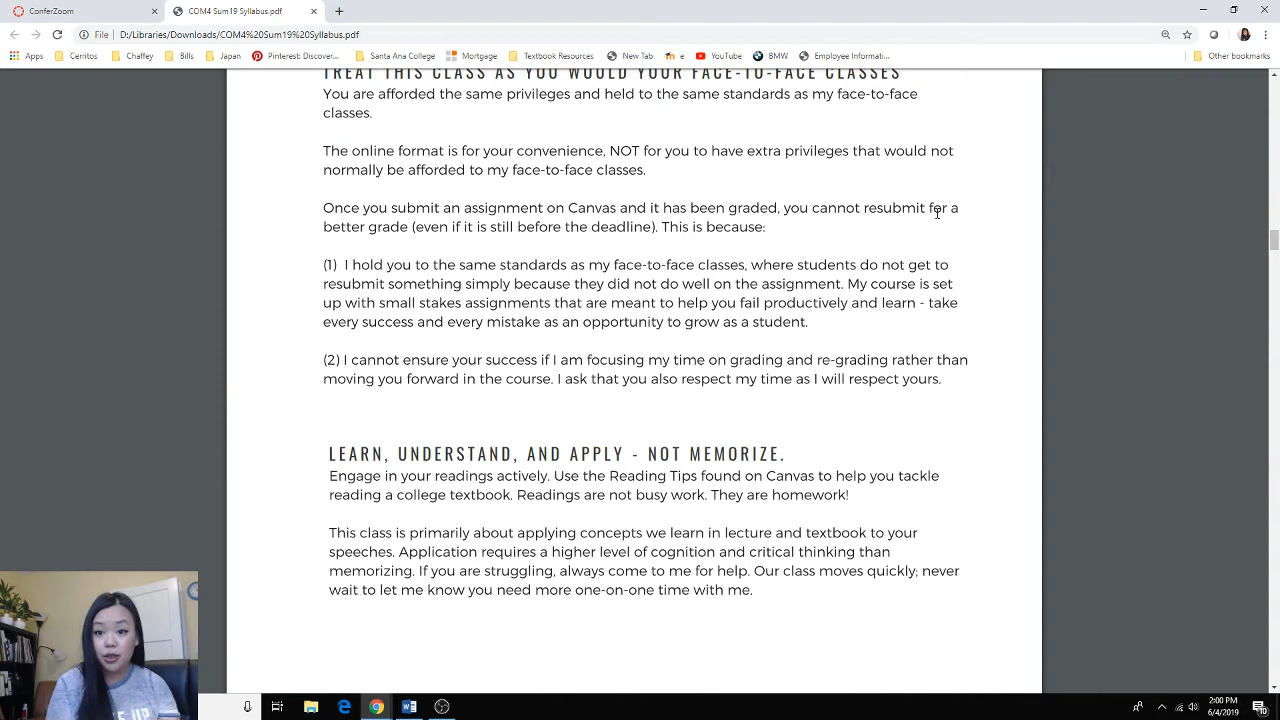 ConferZoom
COM4 Sum19 Syllabus.pdf
File
D:/Libraries/Downloads/COM4%20Sum19%20Syllabus.pdf
Apps
Cerritos
Chaffey
Bills
Japan
Pinterest: Discover...
Santa Ana College
Mortgage
Textbook Resources
New Tab
e
YouTube
BMW
Employee Informati...
Other bookmarks
TREAT THIS CLASS AS YOU WOULD YOUR FACE-TO-FACE CLASSES
You are afforded the same privileges and held to the same standards as my face-to-face
classes.
The online format is for your convenience, NOT for you to have extra privileges that would not
normally be afforded to my face-to-face classes.
Once you submit an assignment on Canvas and it has been graded, you cannot resubmit for a
better grade (even if it is still before the deadline). This is because:
(1) I hold you to the same standards as my face-to-face classes, where students do not get to
resubmit something simply because they did not do well on the assignment. My course is set
up with small stakes assignments that are meant to help you fail productively and learn - take
every success and every mistake as an opportunity to grow as a student.
(2) I cannot ensure your success if I am focusing my time on grading and re-grading rather than
moving you forward in the course. I ask that you also respect my time as I will respect yours.
LEARN, UNDERSTAND, AND APPLY - NOT MEMORIZE.
Engage in your readings actively. Use the Reading Tips found on Canvas to help you tackle
reading a college textbook. Readings are not busy work. They are homework!
This class is primarily about applying concepts we learn in lecture and textbook to your
speeches. Application requires a higher level of cognition and critical thinking than
memorizing. If you are struggling, always come to me for help. Our class moves quickly; never
wait to let me know you need more one-on-one time with me.
2:00 PM
6/4/2019